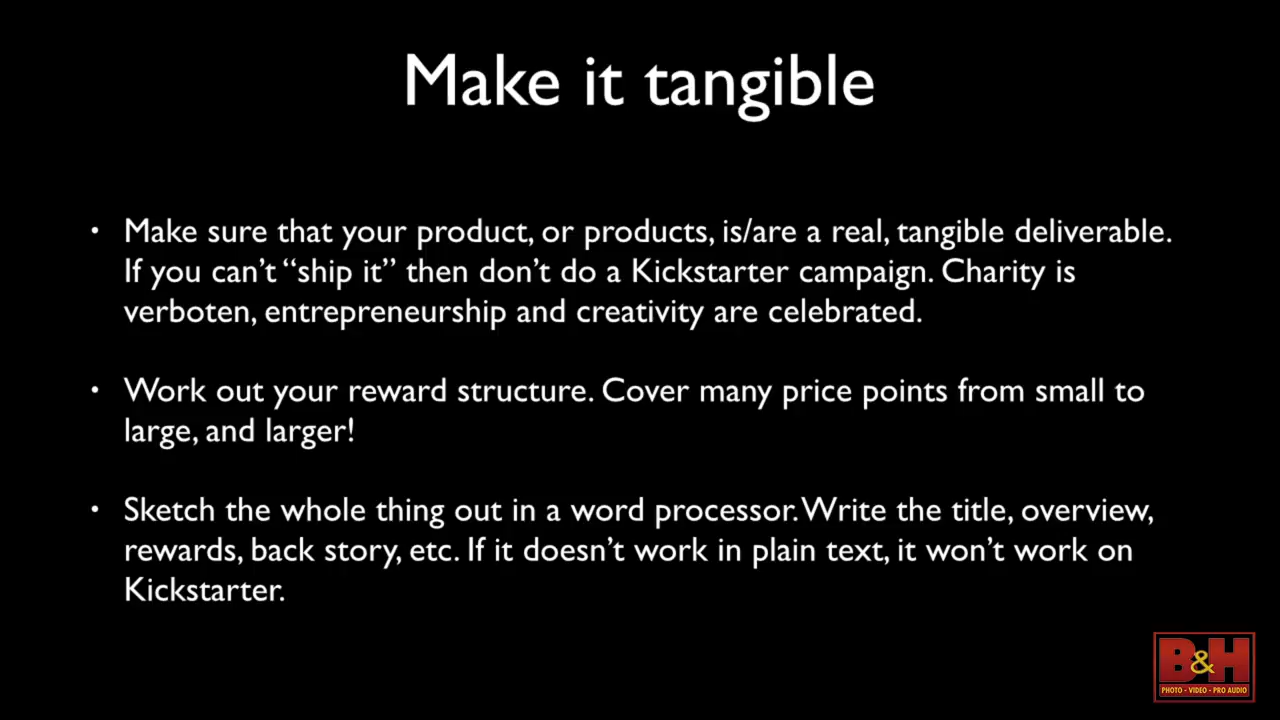 Make it tangible
• Make sure that your product, or products, is/are a real, tangible deliverable.
If you can’t “ship it” then don’t do a Kickstarter campaign. Charity is
verboten, entrepreneurship and creativity are celebrated.
• Work out your reward structure. Cover many price points from small to
large, and larger!
• Sketch the whole thing out in a word processor. Write the title, overview,
rewards, back story, etc. If it doesn’t work in plain text, it won’t work on
Kickstarter.
B&H
PHOTO - VIDEO - PRO AUDIO